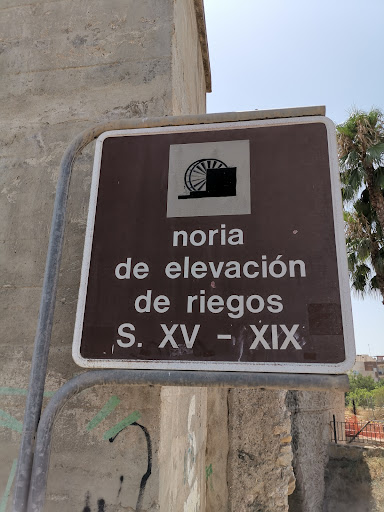 noria
de elevación
de riegos
S. XV - XIX